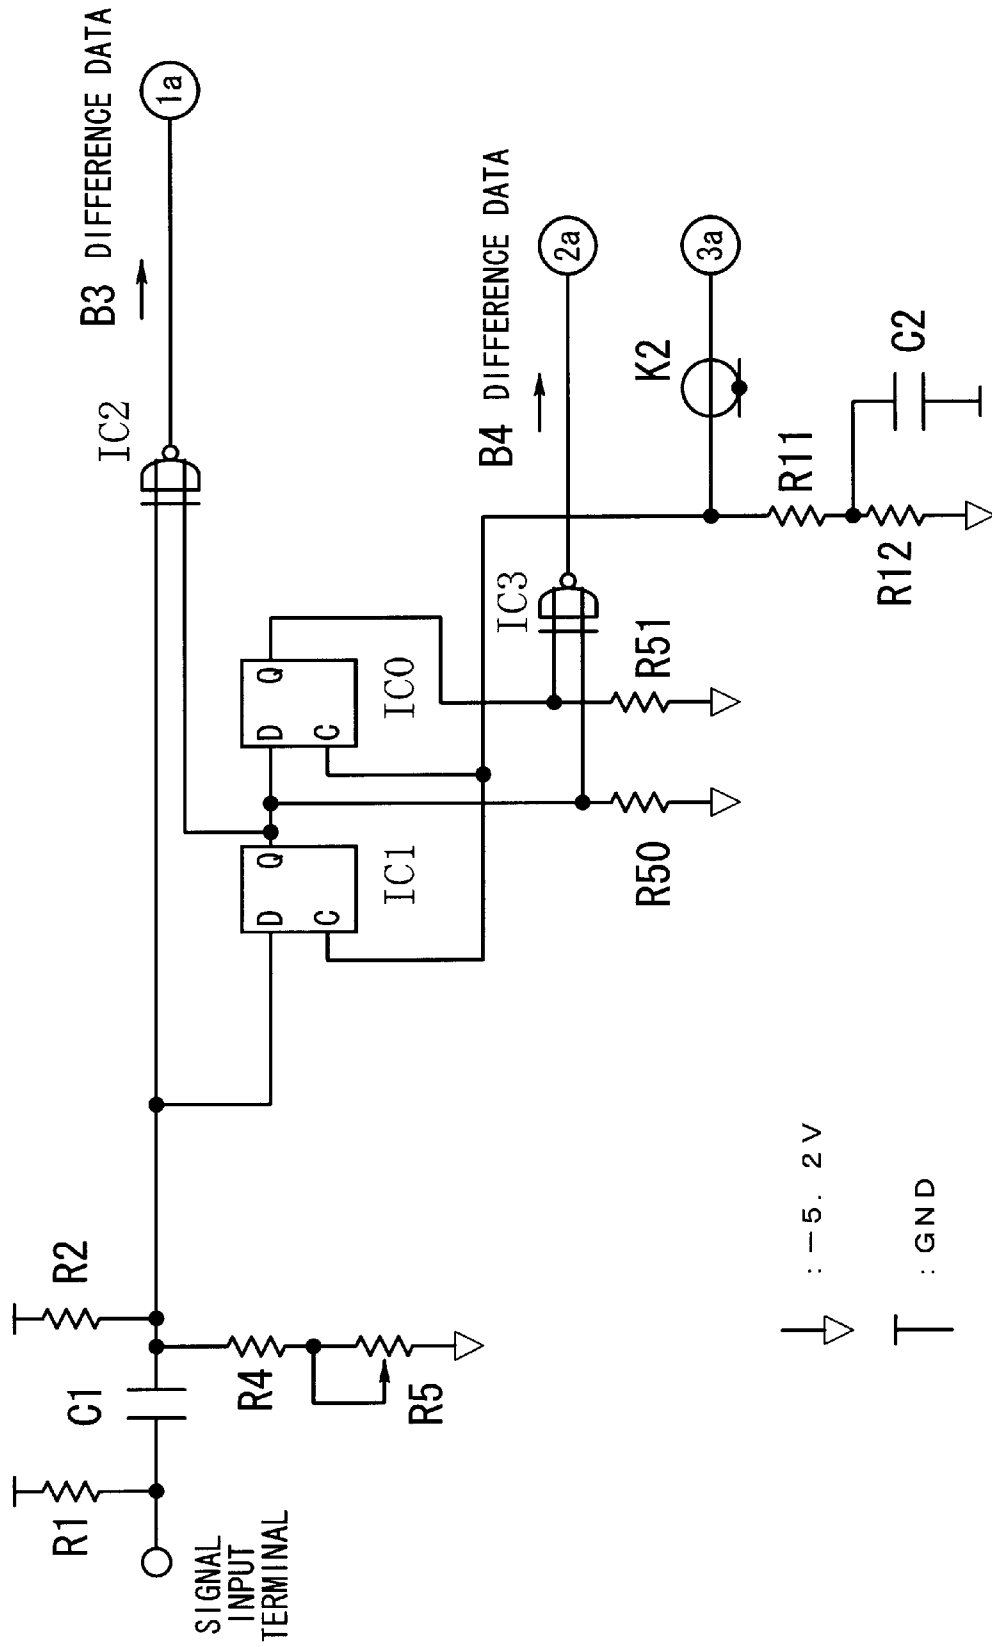 SIGNAL
INPUT
TERMINAL
R1
C1
R2
R4
R5
D
Q
C
IC1
D
Q
C
IC0
IC2
B3 DIFFERENCE DATA
1a
IC3
B4 DIFFERENCE DATA
2a
K2
3a
R50
R51
R11
R12
C2
: −5. 2V
: GND